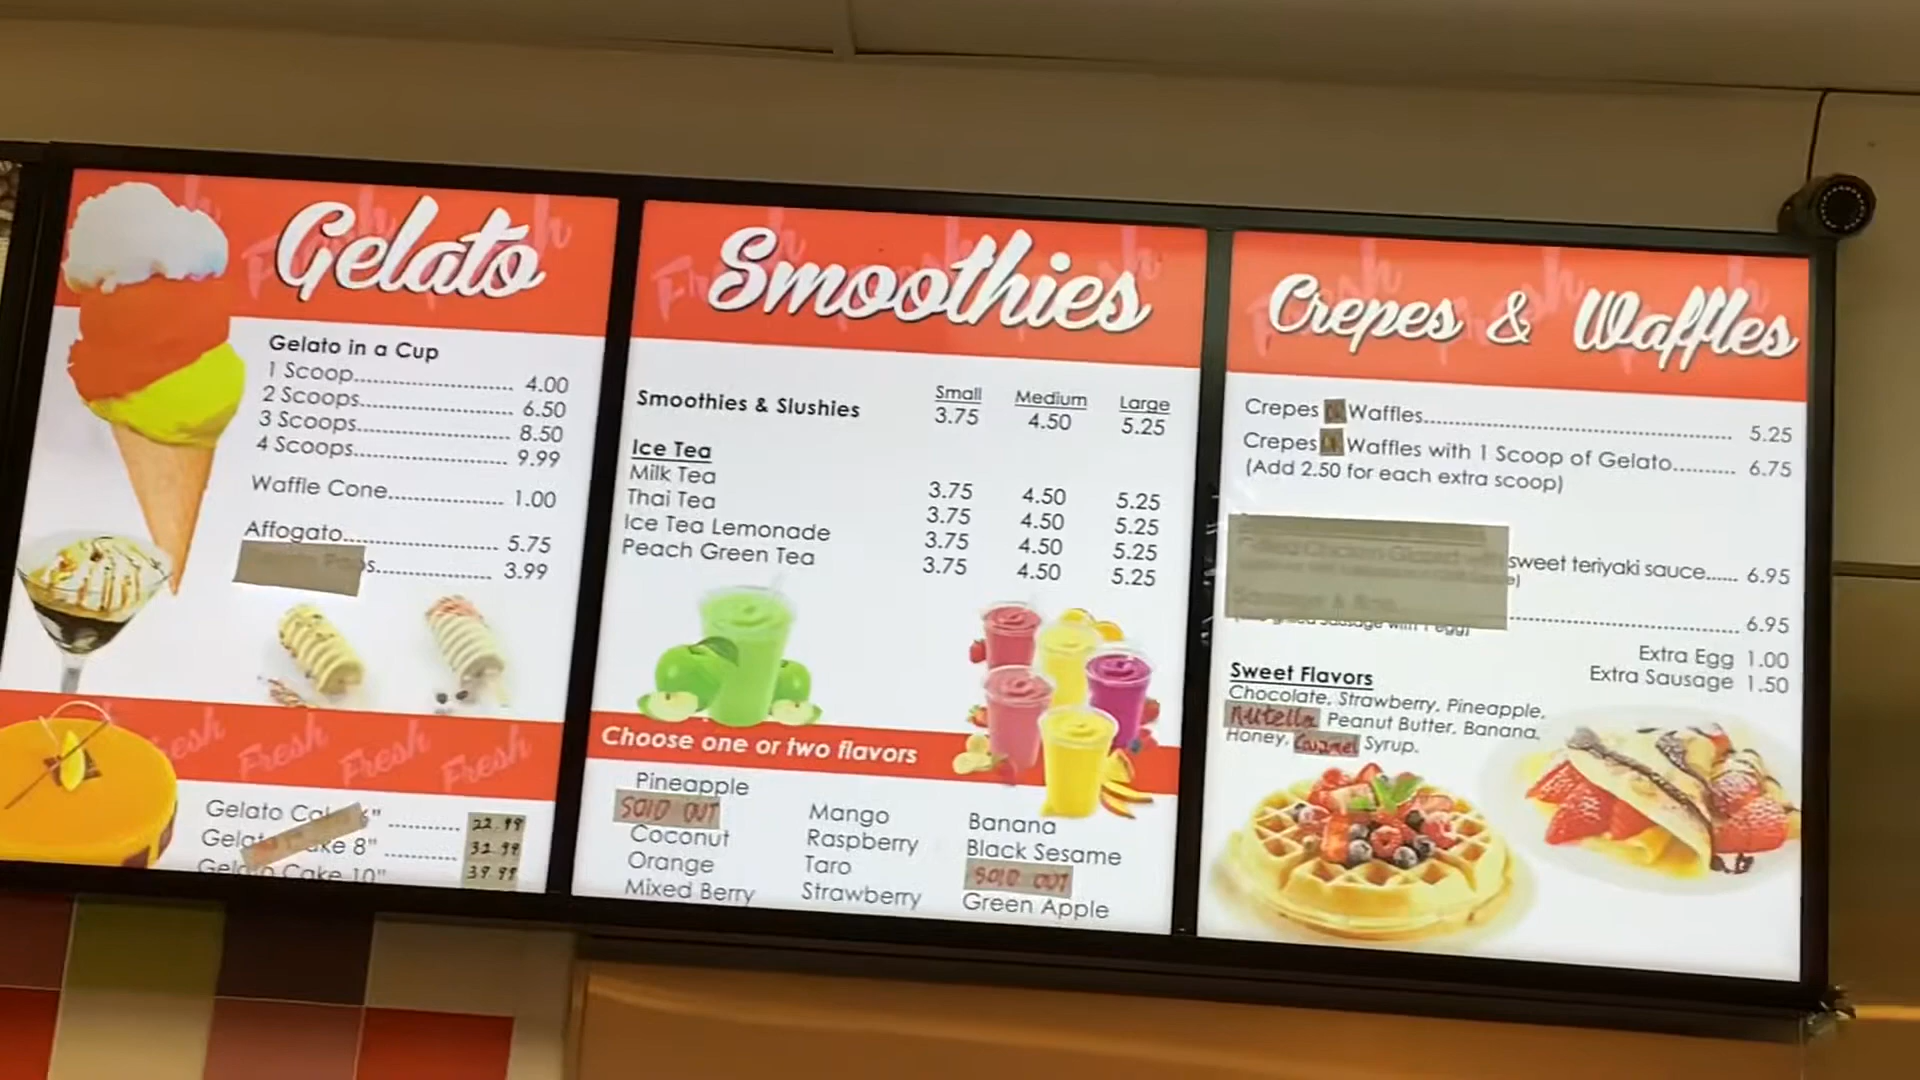 Gelato
Gelato in a Cup
1 Scoop........................ 4.00
2 Scoops....................... 6.50
3 Scoops....................... 8.50
4 Scoops....................... 9.99
Waffle Cone.................. 1.00
Affogato........................ 5.75
s.................. 3.99
Fresh Fresh Fresh Fresh
Gelato Ca 6" ........... 22.99
Gelato Cake 8" ........... 32.99
Gelato Cake 10" 39.99
Smoothies
Small Medium Large
Smoothies & Slushies 3.75 4.50 5.25
Ice Tea
Milk Tea 3.75 4.50 5.25
Thai Tea 3.75 4.50 5.25
Ice Tea Lemonade 3.75 4.50 5.25
Peach Green Tea 3.75 4.50 5.25
Choose one or two flavors
Pineapple
SOLD OUT
Coconut
Orange
Mixed Berry
Mango
Raspberry
Taro
Strawberry
Banana
Black Sesame
SOLD OUT
Green Apple
Crepes & Waffles
Crepes Waffles.................................................. 5.25
Crepes Waffles with 1 Scoop of Gelato.......... 6.75
(Add 2.50 for each extra scoop)
sweet teriyaki sauce...... 6.95
.................................... 6.95
sausage with 1 egg)
Extra Egg 1.00
Extra Sausage 1.50
Sweet Flavors
Chocolate, Strawberry, Pineapple,
Nutella Peanut Butter, Banana,
Honey, Caramel Syrup.